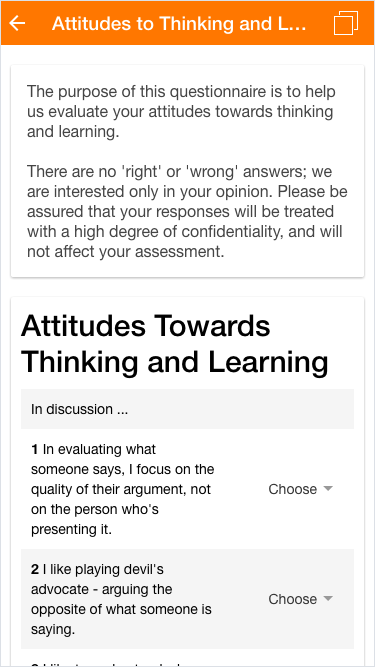 Attitudes to Thinking and L...
The purpose of this questionnaire is to help
us evaluate your attitudes towards thinking
and learning.
There are no 'right' or 'wrong' answers; we
are interested only in your opinion. Please be
assured that your responses will be treated
with a high degree of confidentiality, and will
not affect your assessment.
Attitudes Towards
Thinking and Learning
In discussion ...
1 In evaluating what
someone says, I focus on the
quality of their argument, not
on the person who's
presenting it.
Choose
2 I like playing devil's
advocate - arguing the
opposite of what someone is
saying.
Choose